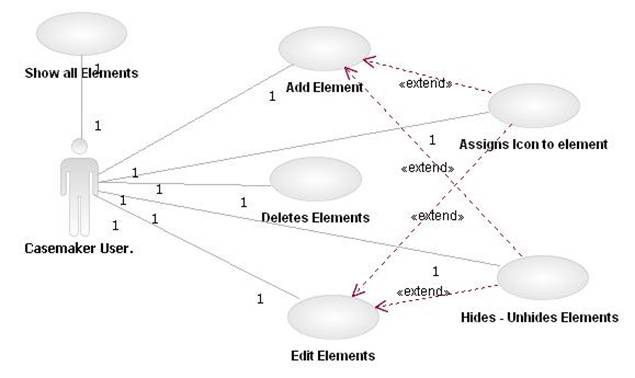 1
Show all Elements
Add Element
1
«extend»
1
1
Assigns Icon to element
1
1
«extend»
1
1
1
Deletes Elements
1
1
«extend»
Casemaker User.
1
«extend»
1
Hides - Unhides Elements
Edit Elements